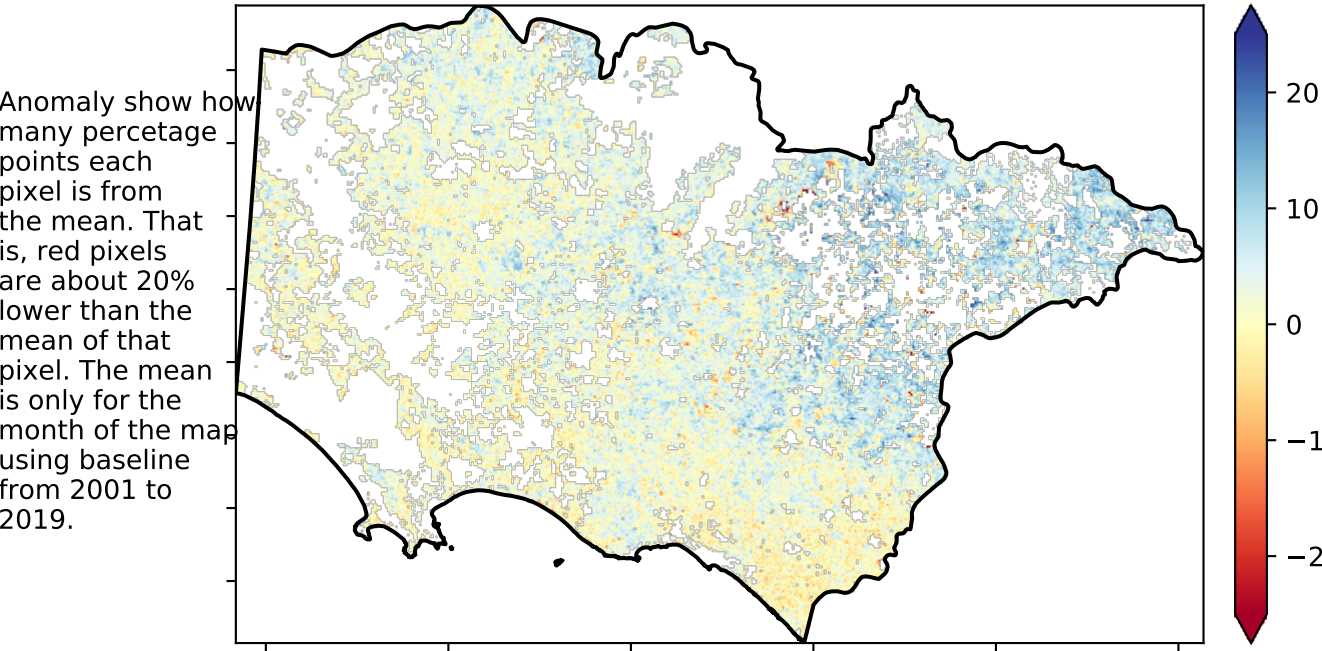 Anomaly show how
many percetage
points each
pixel is from
the mean. That
is, red pixels
are about 20%
lower than the
mean of that
pixel. The mean
is only for the
month of the map
using baseline
from 2001 to
2019.
20
10
0
−1
−2